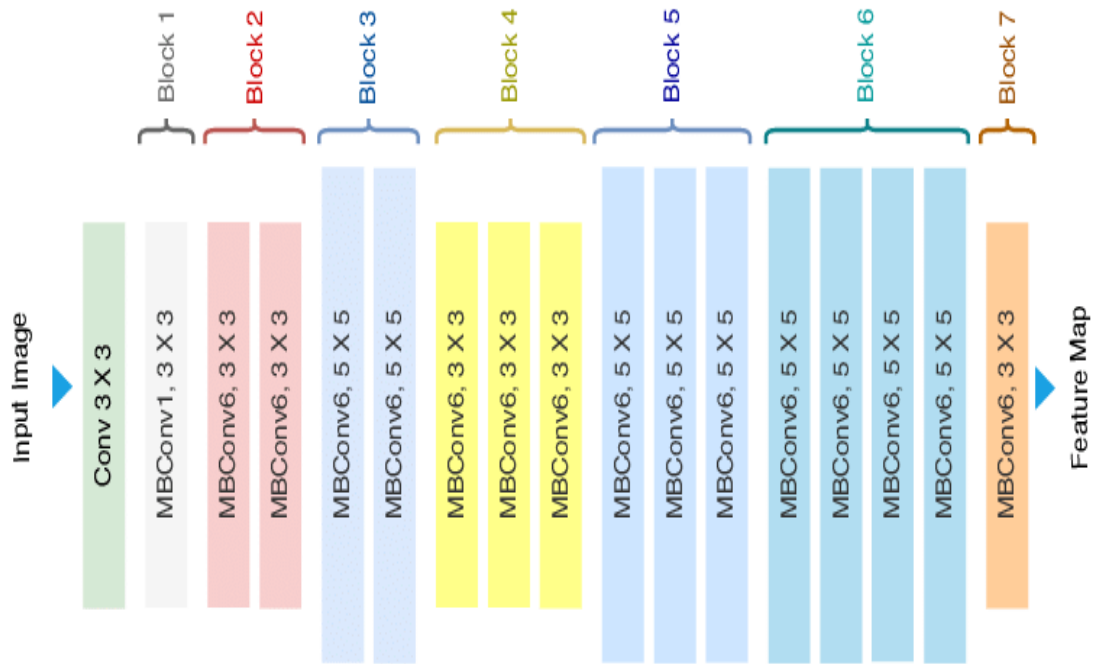 Input Image
Conv 3 X 3
Block 1
MBConv1, 3 X 3
Block 2
MBConv6, 3 X 3
MBConv6, 3 X 3
Block 3
MBConv6, 5 X 5
MBConv6, 5 X 5
Block 4
MBConv6, 3 X 3
MBConv6, 3 X 3
MBConv6, 3 X 3
Block 5
MBConv6, 5 X 5
MBConv6, 5 X 5
MBConv6, 5 X 5
Block 6
MBConv6, 5 X 5
MBConv6, 5 X 5
MBConv6, 5 X 5
MBConv6, 5 X 5
Block 7
MBConv6, 3 X 3
Feature Map